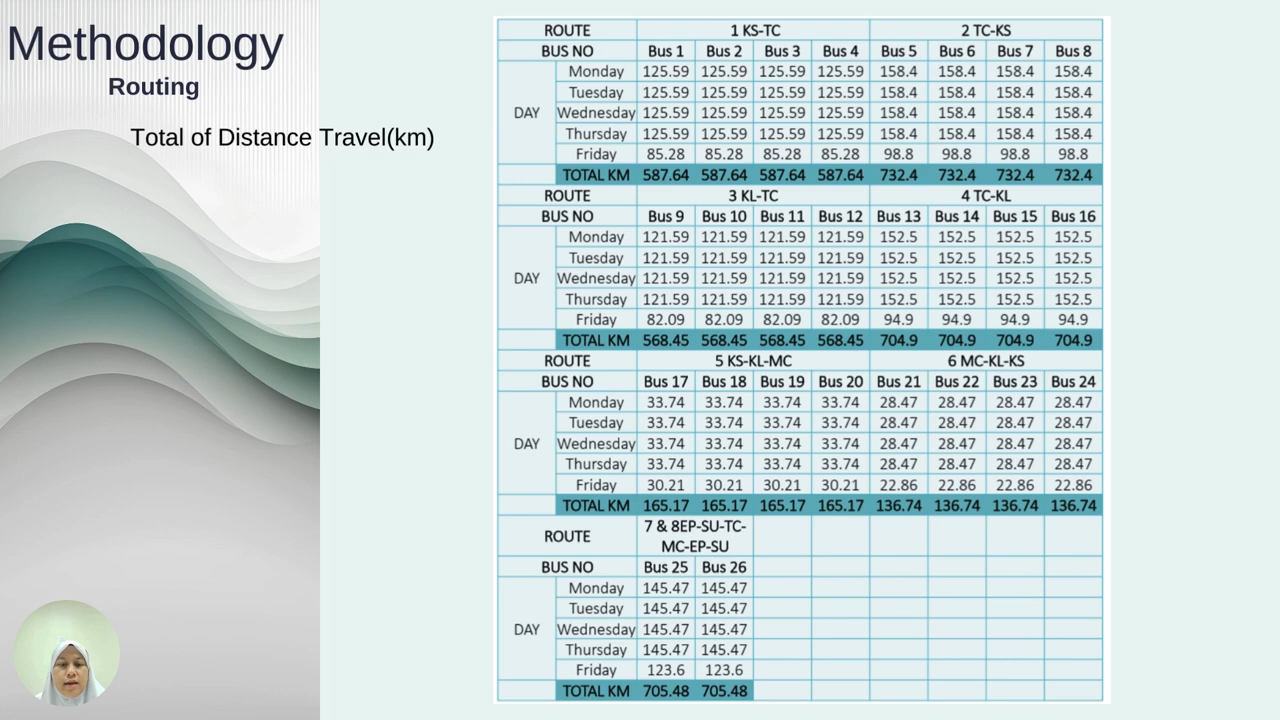 Methodology
Routing
Total of Distance Travel(km)
ROUTE 1 KS-TC 2 TC-KS
BUS NO Bus 1 Bus 2 Bus 3 Bus 4 Bus 5 Bus 6 Bus 7 Bus 8
Monday 125.59 125.59 125.59 125.59 158.4 158.4 158.4 158.4
Tuesday 125.59 125.59 125.59 125.59 158.4 158.4 158.4 158.4
DAY Wednesday 125.59 125.59 125.59 125.59 158.4 158.4 158.4 158.4
Thursday 125.59 125.59 125.59 125.59 158.4 158.4 158.4 158.4
Friday 85.28 85.28 85.28 85.28 98.8 98.8 98.8 98.8
TOTAL KM 587.64 587.64 587.64 587.64 732.4 732.4 732.4 732.4
ROUTE 3 KL-TC 4 TC-KL
BUS NO Bus 9 Bus 10 Bus 11 Bus 12 Bus 13 Bus 14 Bus 15 Bus 16
Monday 121.59 121.59 121.59 121.59 152.5 152.5 152.5 152.5
Tuesday 121.59 121.59 121.59 121.59 152.5 152.5 152.5 152.5
DAY Wednesday 121.59 121.59 121.59 121.59 152.5 152.5 152.5 152.5
Thursday 121.59 121.59 121.59 121.59 152.5 152.5 152.5 152.5
Friday 82.09 82.09 82.09 82.09 94.9 94.9 94.9 94.9
TOTAL KM 568.45 568.45 568.45 568.45 704.9 704.9 704.9 704.9
ROUTE 5 KS-KL-MC 6 MC-KL-KS
BUS NO Bus 17 Bus 18 Bus 19 Bus 20 Bus 21 Bus 22 Bus 23 Bus 24
Monday 33.74 33.74 33.74 33.74 28.47 28.47 28.47 28.47
Tuesday 33.74 33.74 33.74 33.74 28.47 28.47 28.47 28.47
DAY Wednesday 33.74 33.74 33.74 33.74 28.47 28.47 28.47 28.47
Thursday 33.74 33.74 33.74 33.74 28.47 28.47 28.47 28.47
Friday 30.21 30.21 30.21 30.21 22.86 22.86 22.86 22.86
TOTAL KM 165.17 165.17 165.17 165.17 136.74 136.74 136.74 136.74
ROUTE 7 & 8EP-SU-TC-
MC-EP-SU
BUS NO Bus 25 Bus 26
Monday 145.47 145.47
Tuesday 145.47 145.47
DAY Wednesday 145.47 145.47
Thursday 145.47 145.47
Friday 123.6 123.6
TOTAL KM 705.48 705.48